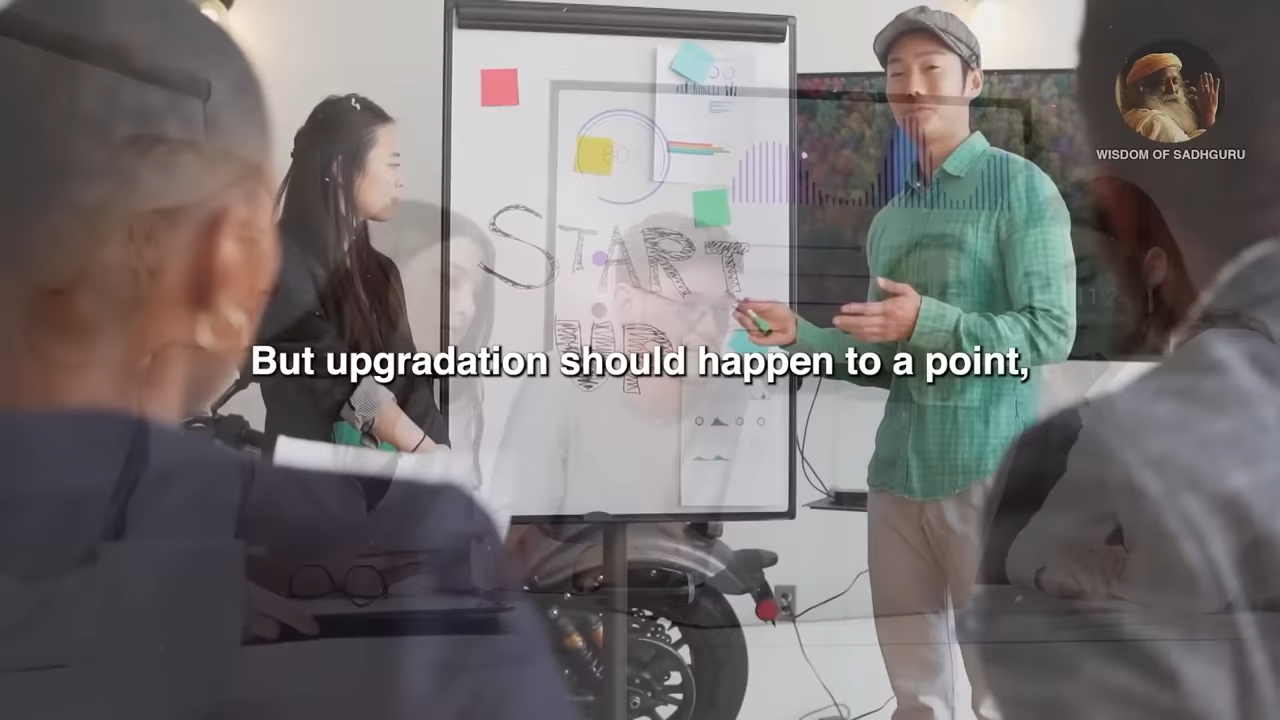 WISDOM OF SADHGURU
START
UP
But upgradation should happen to a point,